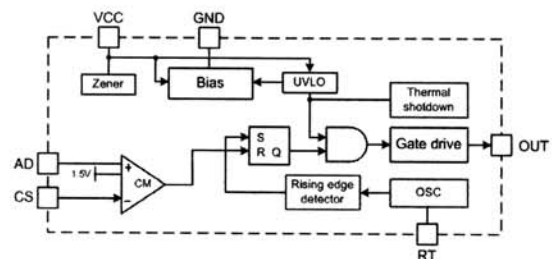 VCC GND
Zener Bias UVLO
Thermal
shotdown
S
R Q
Gate drive OUT
AD + 1.5V
CM
CS −
Rising edge
detector
OSC
RT